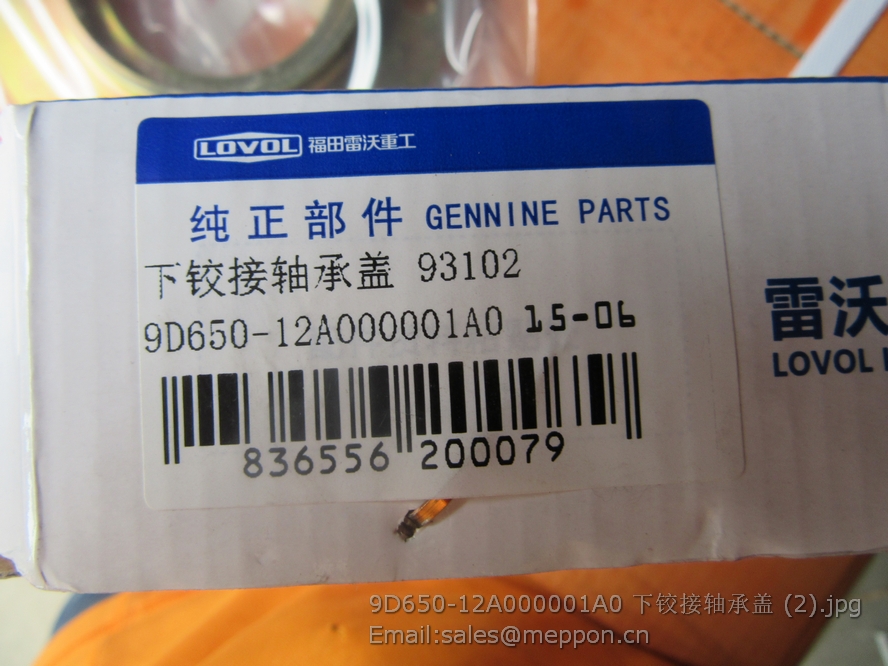 LOVOL 福田雷沃重工
纯正部件 GENNINE PARTS
下铰接轴承盖 93102
9D650-12A000001A0 15-06
836556 200079
雷沃
LOVOL
9D650-12A000001A0 下铰接轴承盖 (2).jpg
Email:sales@meppon.cn